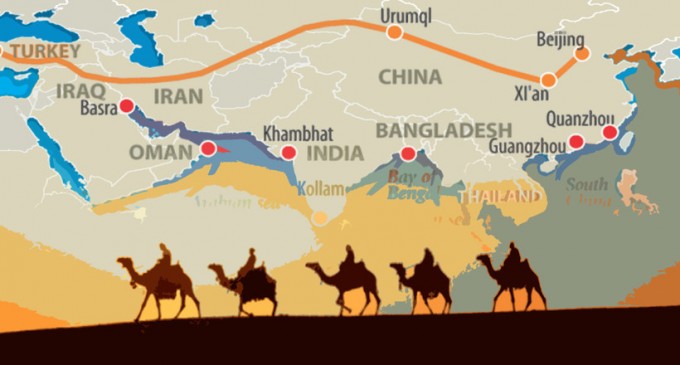 Urumql
Beijing
TURKEY
CHINA
IRAQ
IRAN
XI'an
Basra
Quanzhou
Khambhat
BANGLADESH
Guangzhou
OMAN
INDIA
Bay of
Bengal
Kollam
THAILAND
South